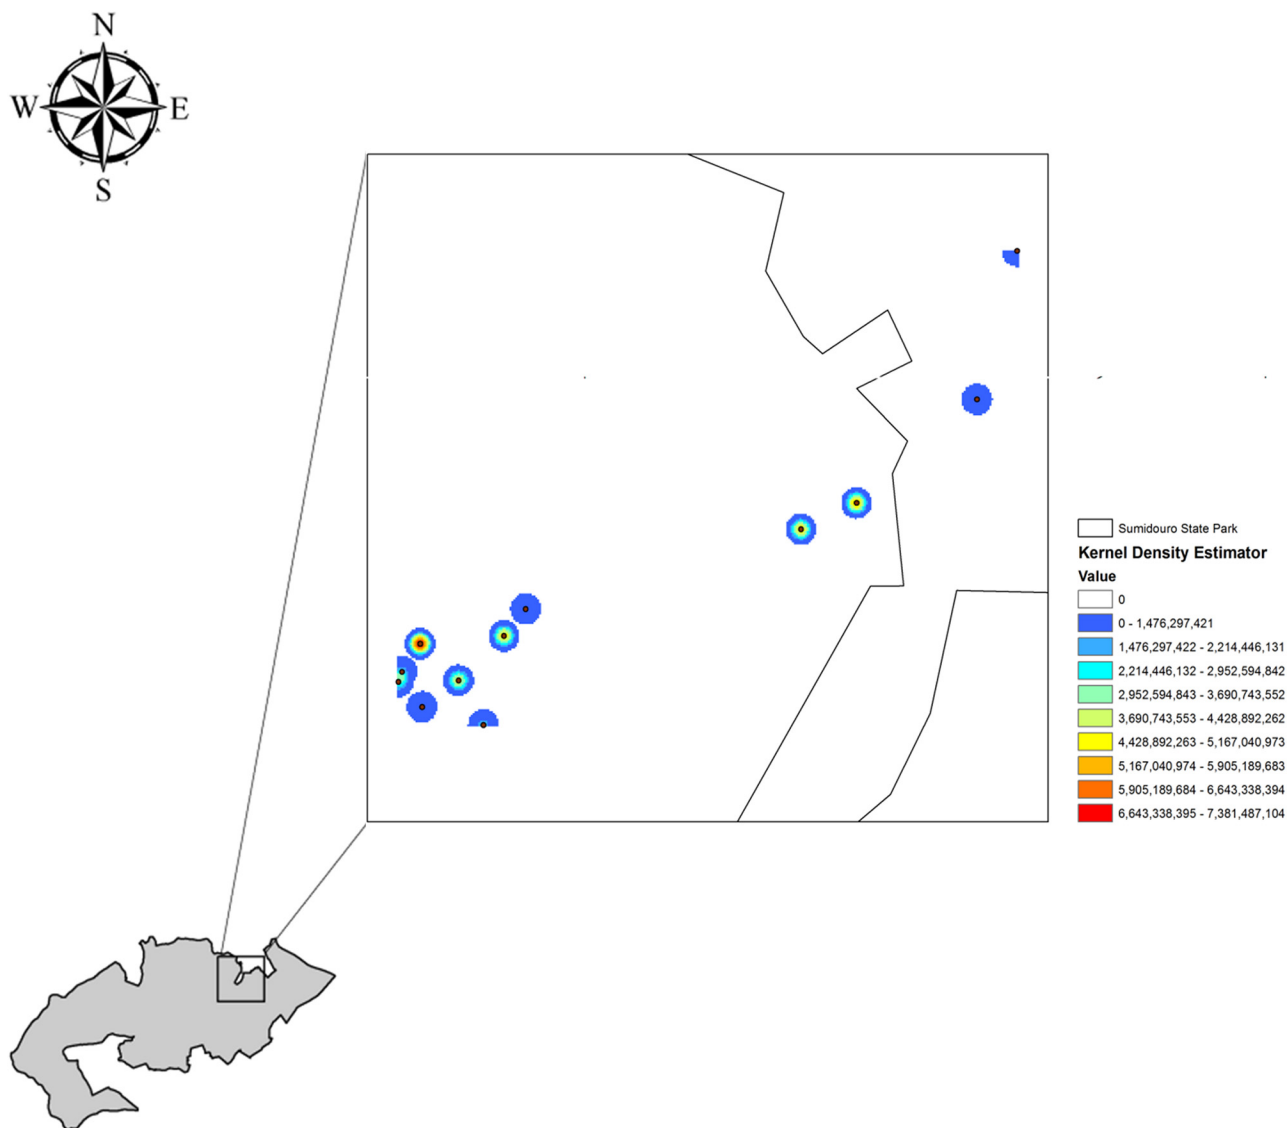 N
W
E
S
Sumidouro State Park
Kernel Density Estimator
Value
0
0 - 1,476,297,421
1,476,297,422 - 2,214,446,131
2,214,446,132 - 2,952,594,842
2,952,594,843 - 3,690,743,552
3,690,743,553 - 4,428,892,262
4,428,892,263 - 5,167,040,973
5,167,040,974 - 5,905,189,683
5,905,189,684 - 6,643,338,394
6,643,338,395 - 7,381,487,104